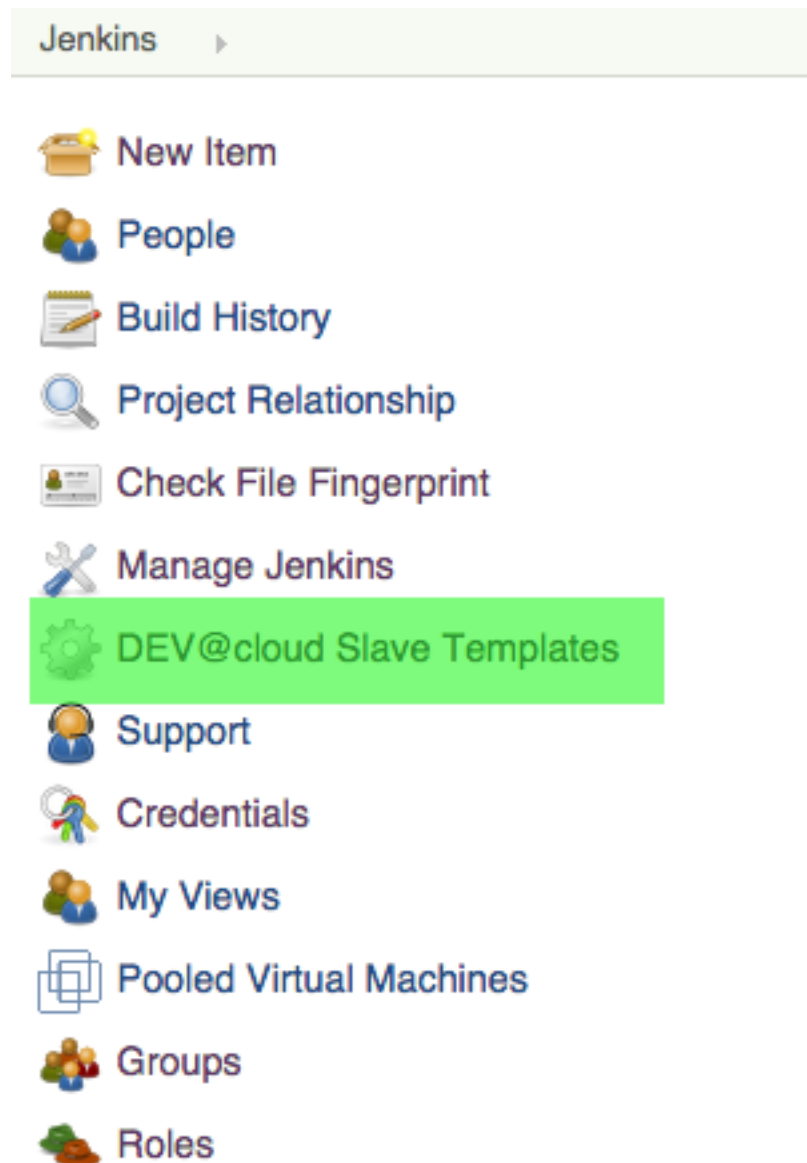 Jenkins
New Item
People
Build History
Project Relationship
Check File Fingerprint
Manage Jenkins
DEV@cloud Slave Templates
Support
Credentials
My Views
Pooled Virtual Machines
Groups
Roles